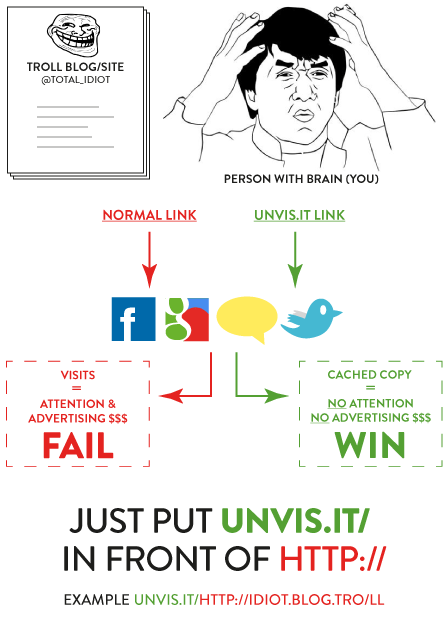 TROLL BLOG/SITE
@TOTAL_IDIOT
PERSON WITH BRAIN (YOU)
NORMAL LINK
UNVIS.IT LINK
f
g
VISITS
=
ATTENTION &
ADVERTISING $$$
FAIL
CACHED COPY
=
NO ATTENTION
NO ADVERTISING $$$
WIN
JUST PUT UNVIS.IT/
IN FRONT OF HTTP://
EXAMPLE UNVIS.IT/HTTP://IDIOT.BLOG.TRO/LL